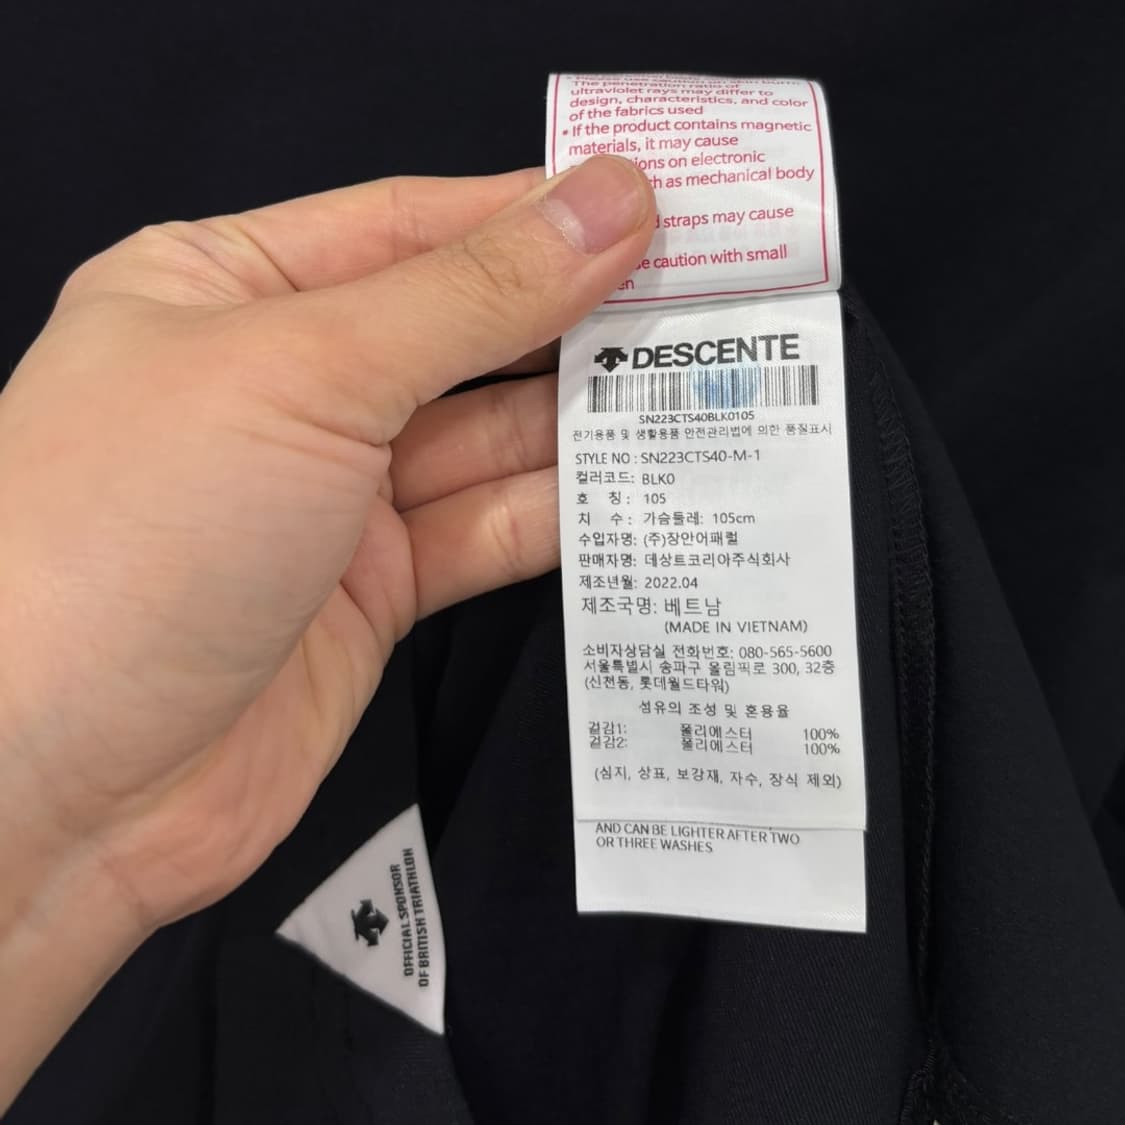 The penetration ratio of
ultraviolet rays may differ to
design, characteristics, and color
of the fabrics used
• If the product contains magnetic
materials, it may cause
ions on electronic
ch as mechanical body
d straps may cause
se caution with small
en
DESCENTE
SN223CTS40BLK0105
전기용품 및 생활용품 안전관리법에 의한 품질표시
STYLE NO : SN223CTS40-M-1
컬러코드: BLK0
호 칭 : 105
치 수 : 가슴둘레: 105cm
수입자명: (주)장안어패럴
판매자명: 데상트코리아주식회사
제조년월: 2022.04
제조국명: 베트남
(MADE IN VIETNAM)
소비자상담실 전화번호: 080-565-5600
서울특별시 송파구 올림픽로 300, 32층
(신천동, 롯데월드타워)
섬유의 조성 및 혼용율
겉감1: 폴리에스터 100%
겉감2: 폴리에스터 100%
(심지, 상표, 보강재, 자수, 장식 제외)
AND CAN BE LIGHTER AFTER TWO
OR THREE WASHES
OFFICIAL SPONSOR
OF BRITISH TRIATHLON